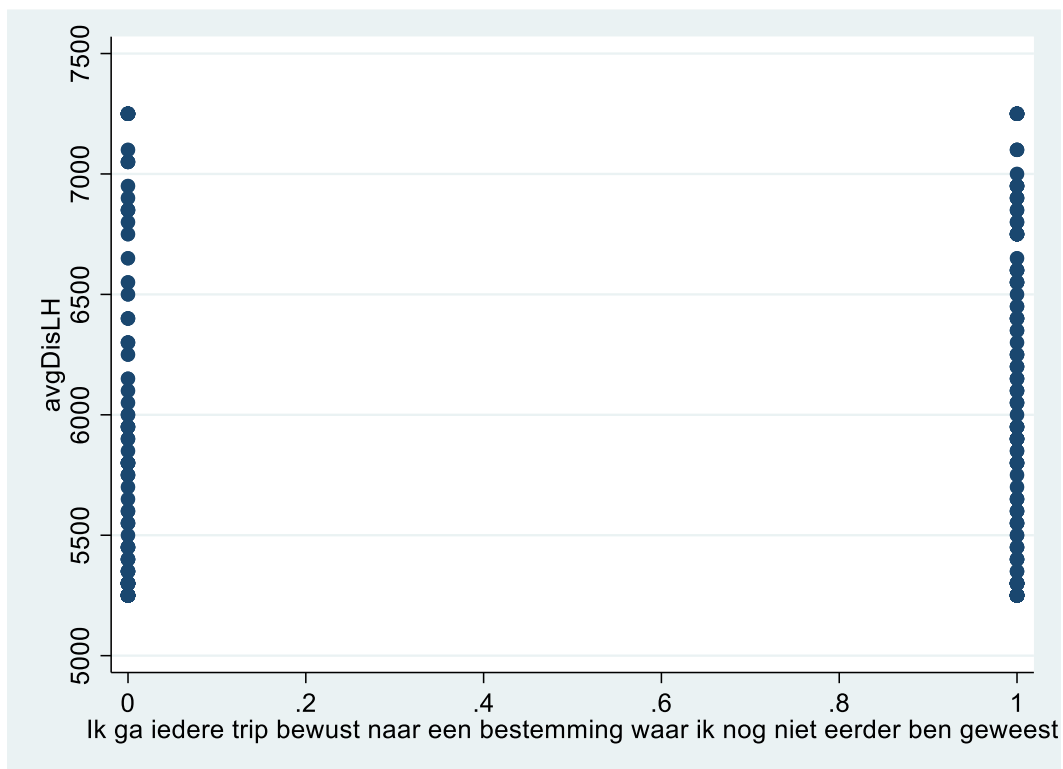 avgDisLH
7500
7000
6500
6000
5500
5000
0 .2 .4 .6 .8 1
Ik ga iedere trip bewust naar een bestemming waar ik nog niet eerder ben geweest